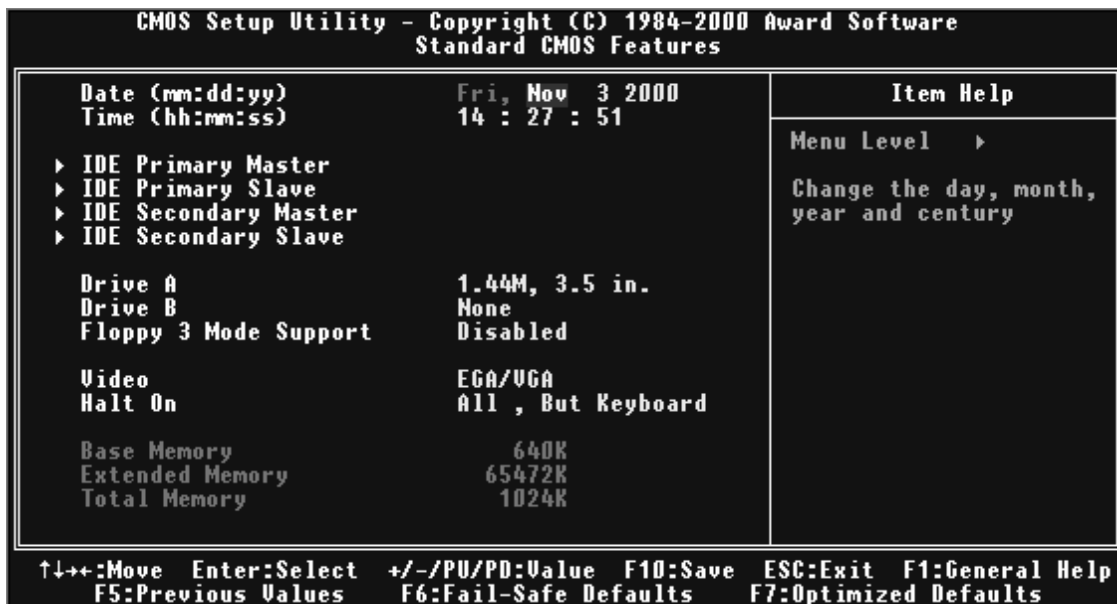 CMOS Setup Utility - Copyright (C) 1984-2000 Award Software
Standard CMOS Features
Date (mm:dd:yy) Fri, Nov 3 2000
Time (hh:mm:ss) 14 : 27 : 51
▸ IDE Primary Master
▸ IDE Primary Slave
▸ IDE Secondary Master
▸ IDE Secondary Slave
Drive A 1.44M, 3.5 in.
Drive B None
Floppy 3 Mode Support Disabled
Video EGA/VGA
Halt On All , But Keyboard
Base Memory 640K
Extended Memory 65472K
Total Memory 1024K
Item Help
Menu Level ▸
Change the day, month,
year and century
↑↓→←:Move Enter:Select +/-/PU/PD:Value F10:Save ESC:Exit F1:General Help
F5:Previous Values F6:Fail-Safe Defaults F7:Optimized Defaults